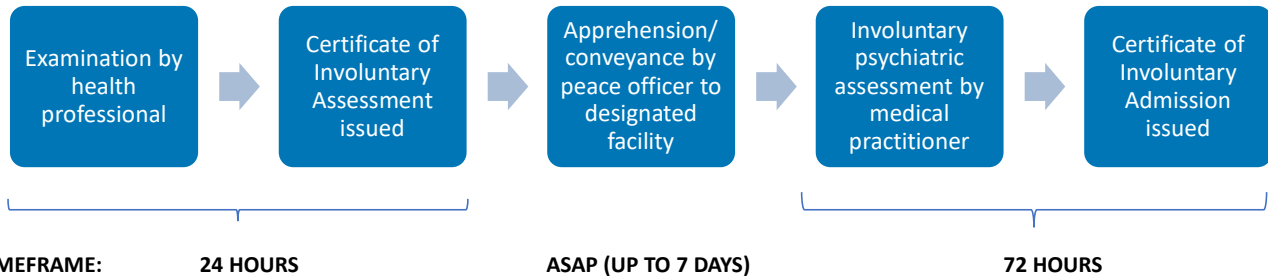 Examination by
health
professional
Certificate of
Involuntary
Assessment
issued
Apprehension/
conveyance by
peace officer to
designated
facility
Involuntary
psychiatric
assessment by
medical
practitioner
Certificate of
Involuntary
Admission
issued
MEFRAME: 24 HOURS ASAP (UP TO 7 DAYS) 72 HOURS